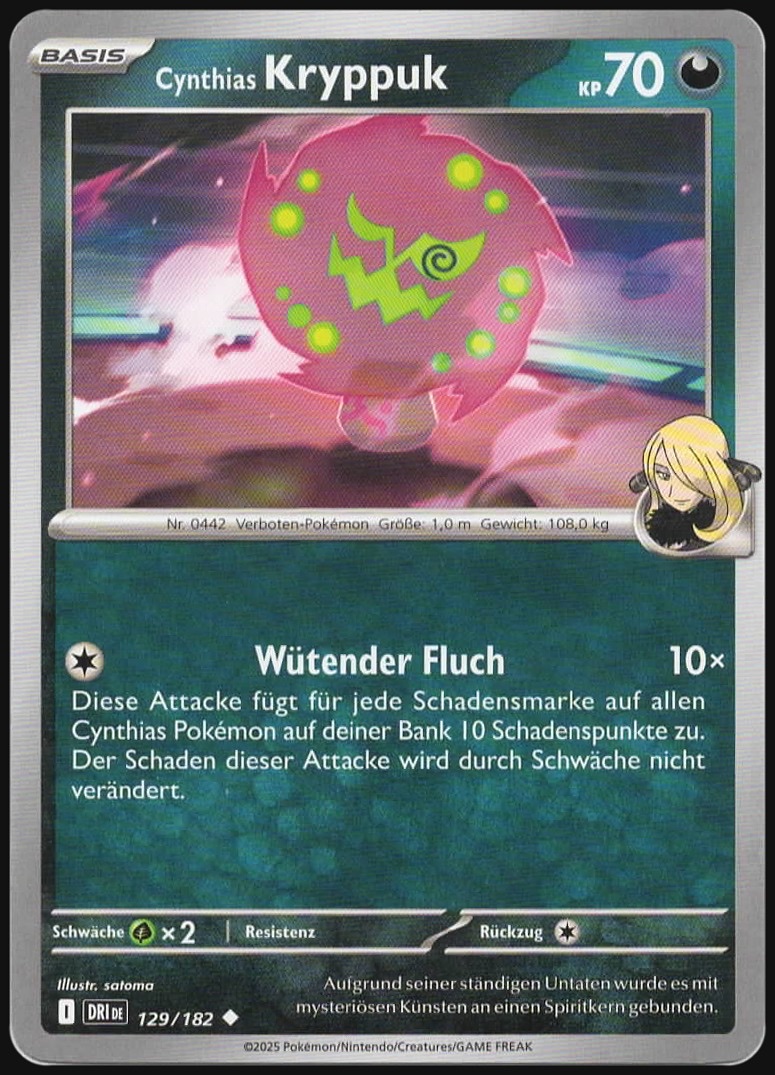 BASIS
Cynthias Kryppuk
KP 70
Nr. 0442 Verboten-Pokémon Größe: 1,0 m Gewicht: 108,0 kg
Wütender Fluch 10×
Diese Attacke fügt für jede Schadensmarke auf allen
Cynthias Pokémon auf deiner Bank 10 Schadenspunkte zu.
Der Schaden dieser Attacke wird durch Schwäche nicht
verändert.
Schwäche ×2 Resistenz Rückzug
Illustr. satoma
Aufgrund seiner ständigen Untaten wurde es mit
mysteriösen Künsten an einen Spiritkern gebunden.
I DRI DE 129/182
©2025 Pokémon/Nintendo/Creatures/GAME FREAK